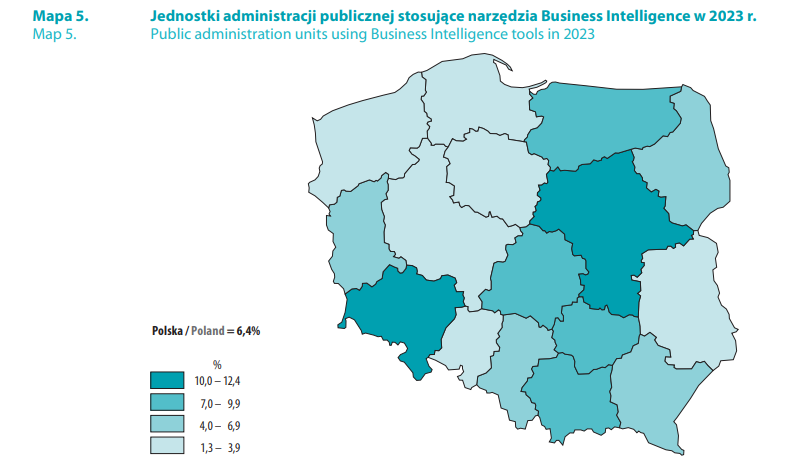 Mapa 5. Jednostki administracji publicznej stosujące narzędzia Business Intelligence w 2023 r.
Map 5. Public administration units using Business Intelligence tools in 2023
Polska / Poland = 6,4%
%
10,0 – 12,4
7,0 – 9,9
4,0 – 6,9
1,3 – 3,9